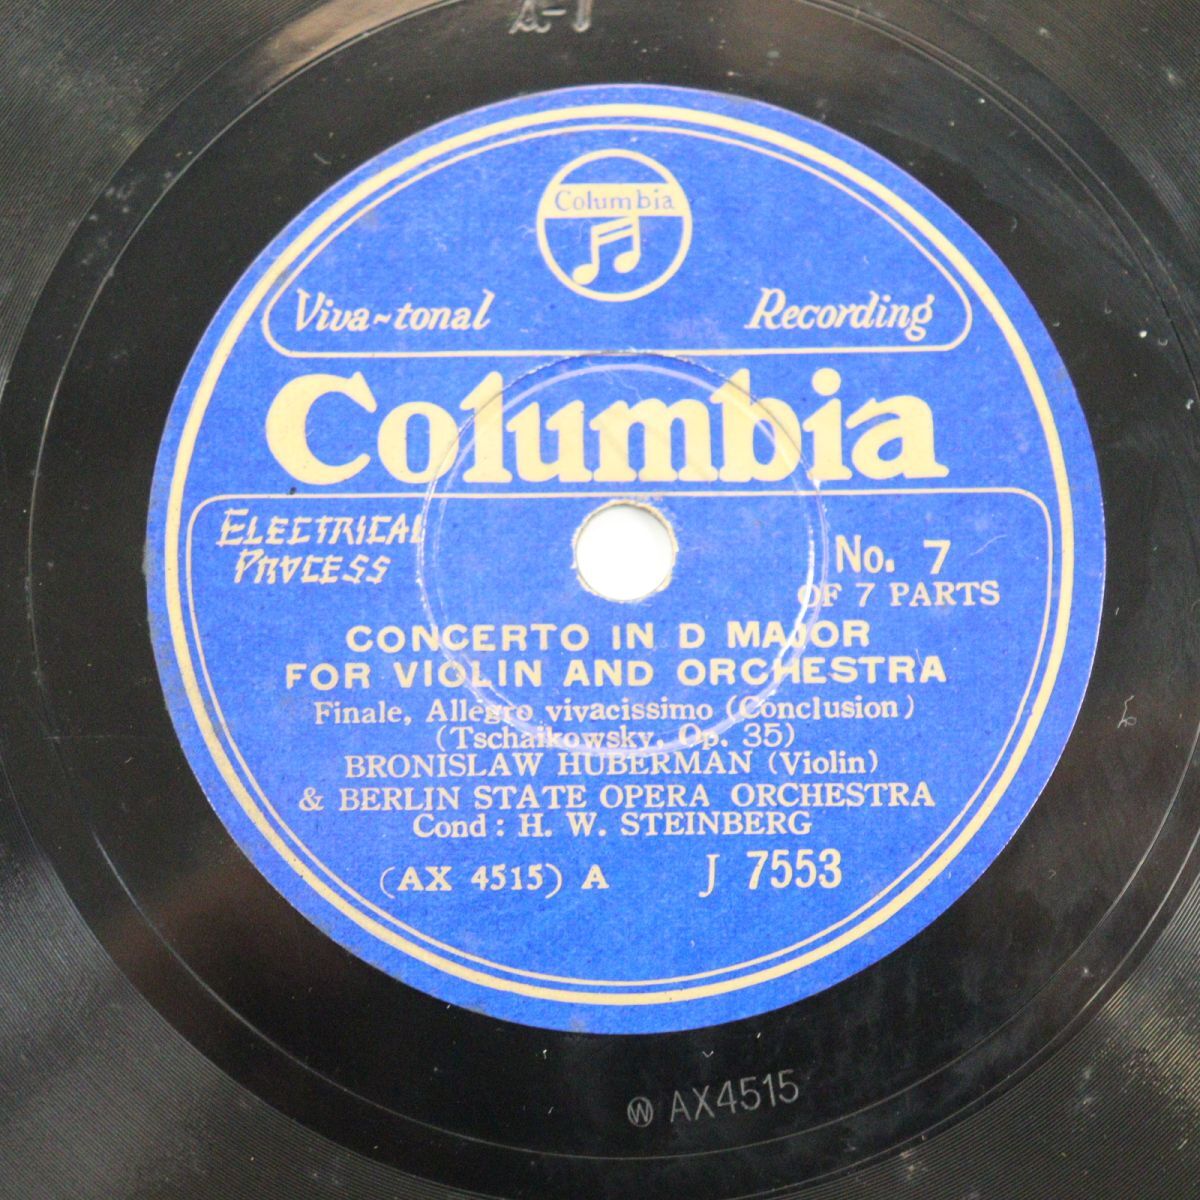 A-1
Columbia
Viva~tonal Recording
Columbia
ELECTRICAL
PROCESS
No. 7
OF 7 PARTS
CONCERTO IN D MAJOR
FOR VIOLIN AND ORCHESTRA
Finale, Allegro vivacissimo (Conclusion)
(Tschaikowsky, Op. 35)
BRONISLAW HUBERMAN (Violin)
& BERLIN STATE OPERA ORCHESTRA
Cond: H. W. STEINBERG
(AX 4515) A J 7553
Ⓦ AX4515